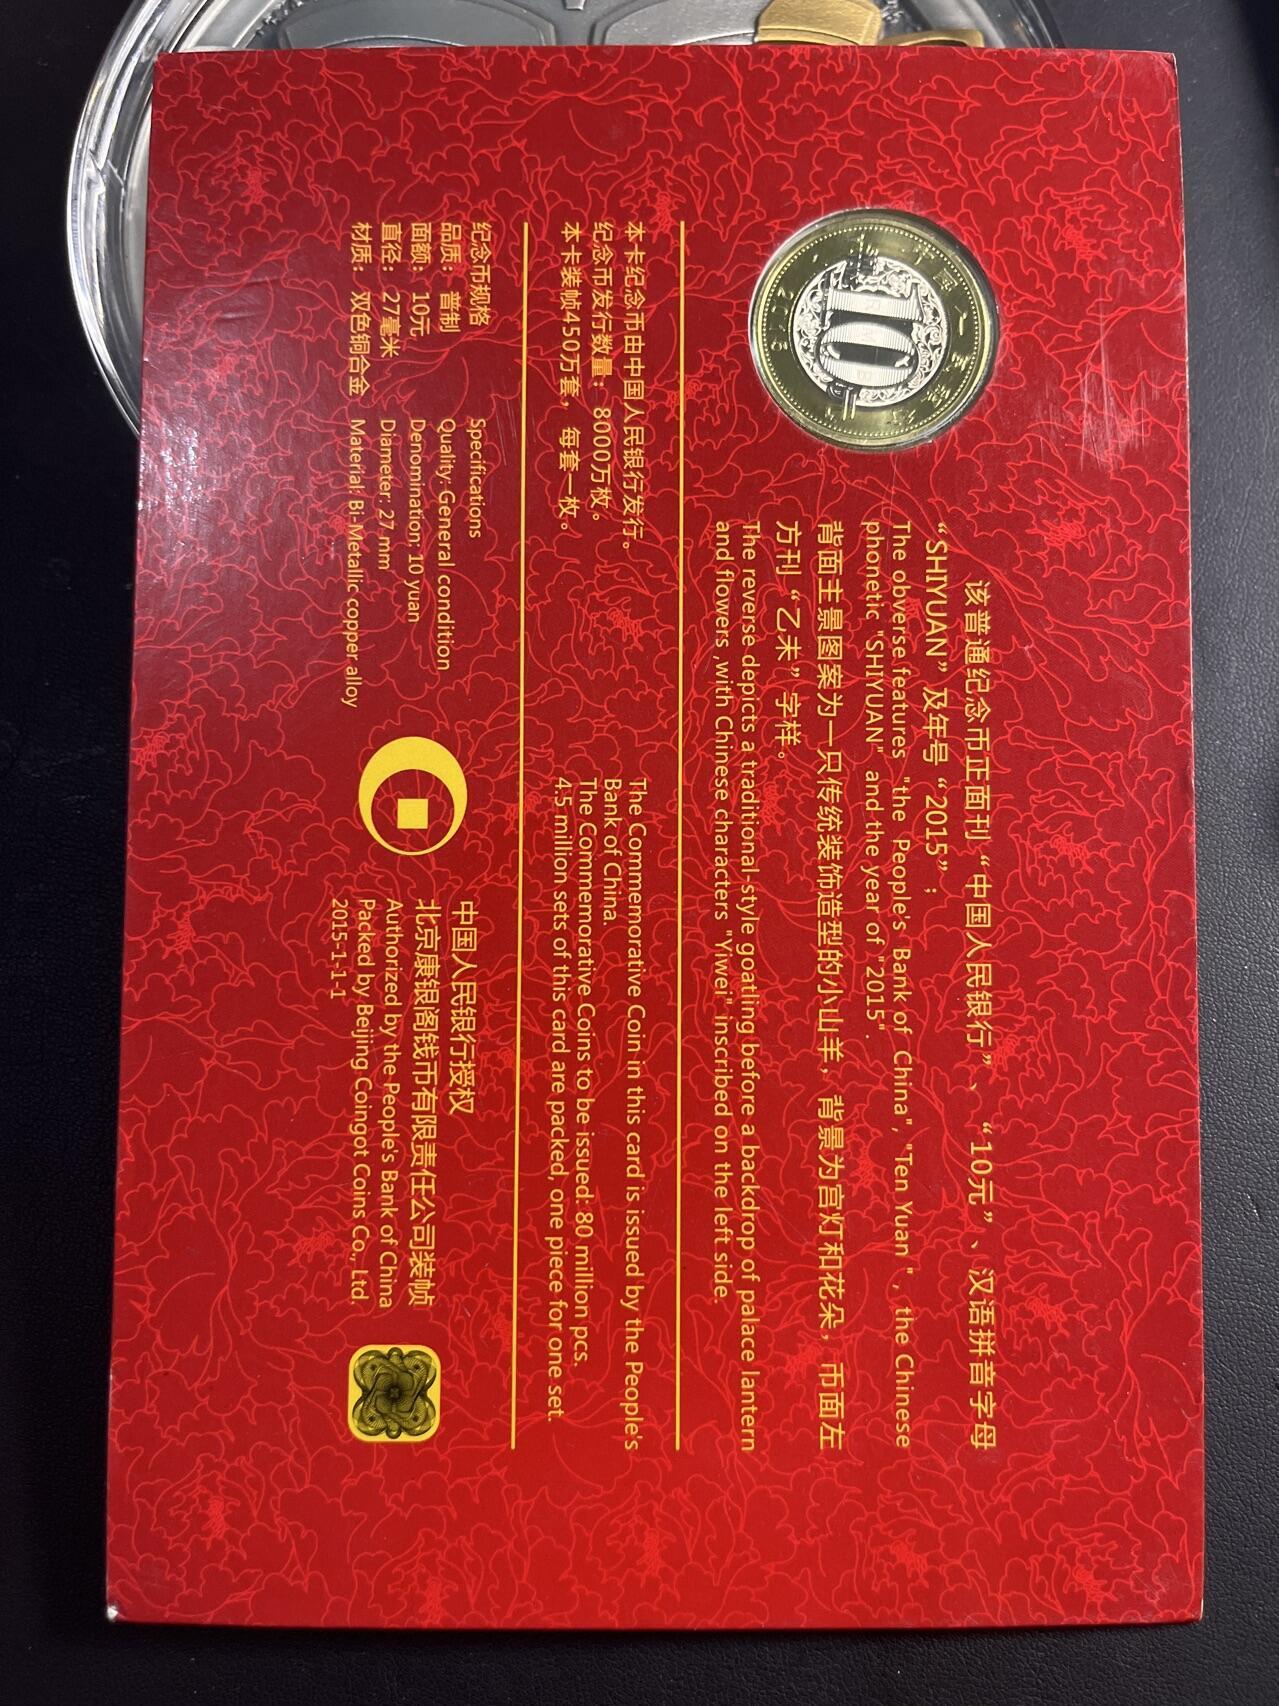 中国人民银行
10
元
2015
该普通纪念币正面刊“中国人民银行”、“10元”、汉语拼音字母
“SHIYUAN”及年号“2015”；
The obverse features "the People's Bank of China", "Ten Yuan", the Chinese
phonetic "SHIYUAN" and the year of "2015".
背面主景图案为一只传统装饰造型的小山羊，背景为宫灯和花朵，币面左
方刊“乙未”字样。
The reverse depicts a traditional-style goatling before a backdrop of palace lantern
and flowers ,with Chinese characters "Yiwei" inscribed on the left side.
本卡纪念币由中国人民银行发行。
纪念币发行数量：8000万枚。
本卡装帧450万套，每套一枚。
The Commemorative Coin in this card is issued by the People's
Bank of China.
The Commemorative Coins to be issued: 80 million pcs.
4.5 million sets of this card are packed, one piece for one set.
纪念币规格
品质：普制
面额：10元
直径：27毫米
材质：双色铜合金
Specifications
Quality: General condition
Denomination: 10 yuan
Diameter: 27 mm
Material: Bi-Metallic copper alloy
中国人民银行授权
北京康银阁钱币有限责任公司装帧
Authorized by the People's Bank of China
Packed by Beijing Coingot Coins Co., Ltd.
2015-1-1